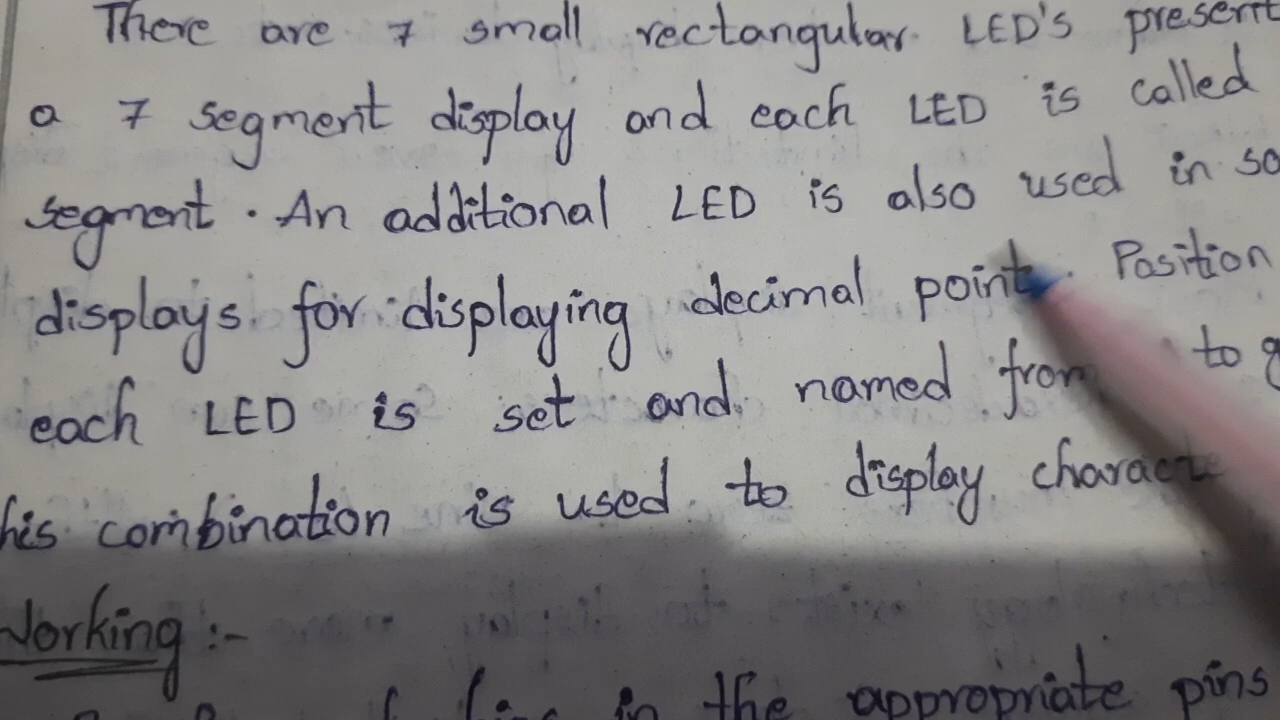 There are 7 small rectangular LED's present
a 7 segment display and each LED is called
segment. An additional LED is also used in so
displays for displaying decimal point. Position
each LED is set and named from to g
his combination is used to display characte
Working :-
in the appropriate pins